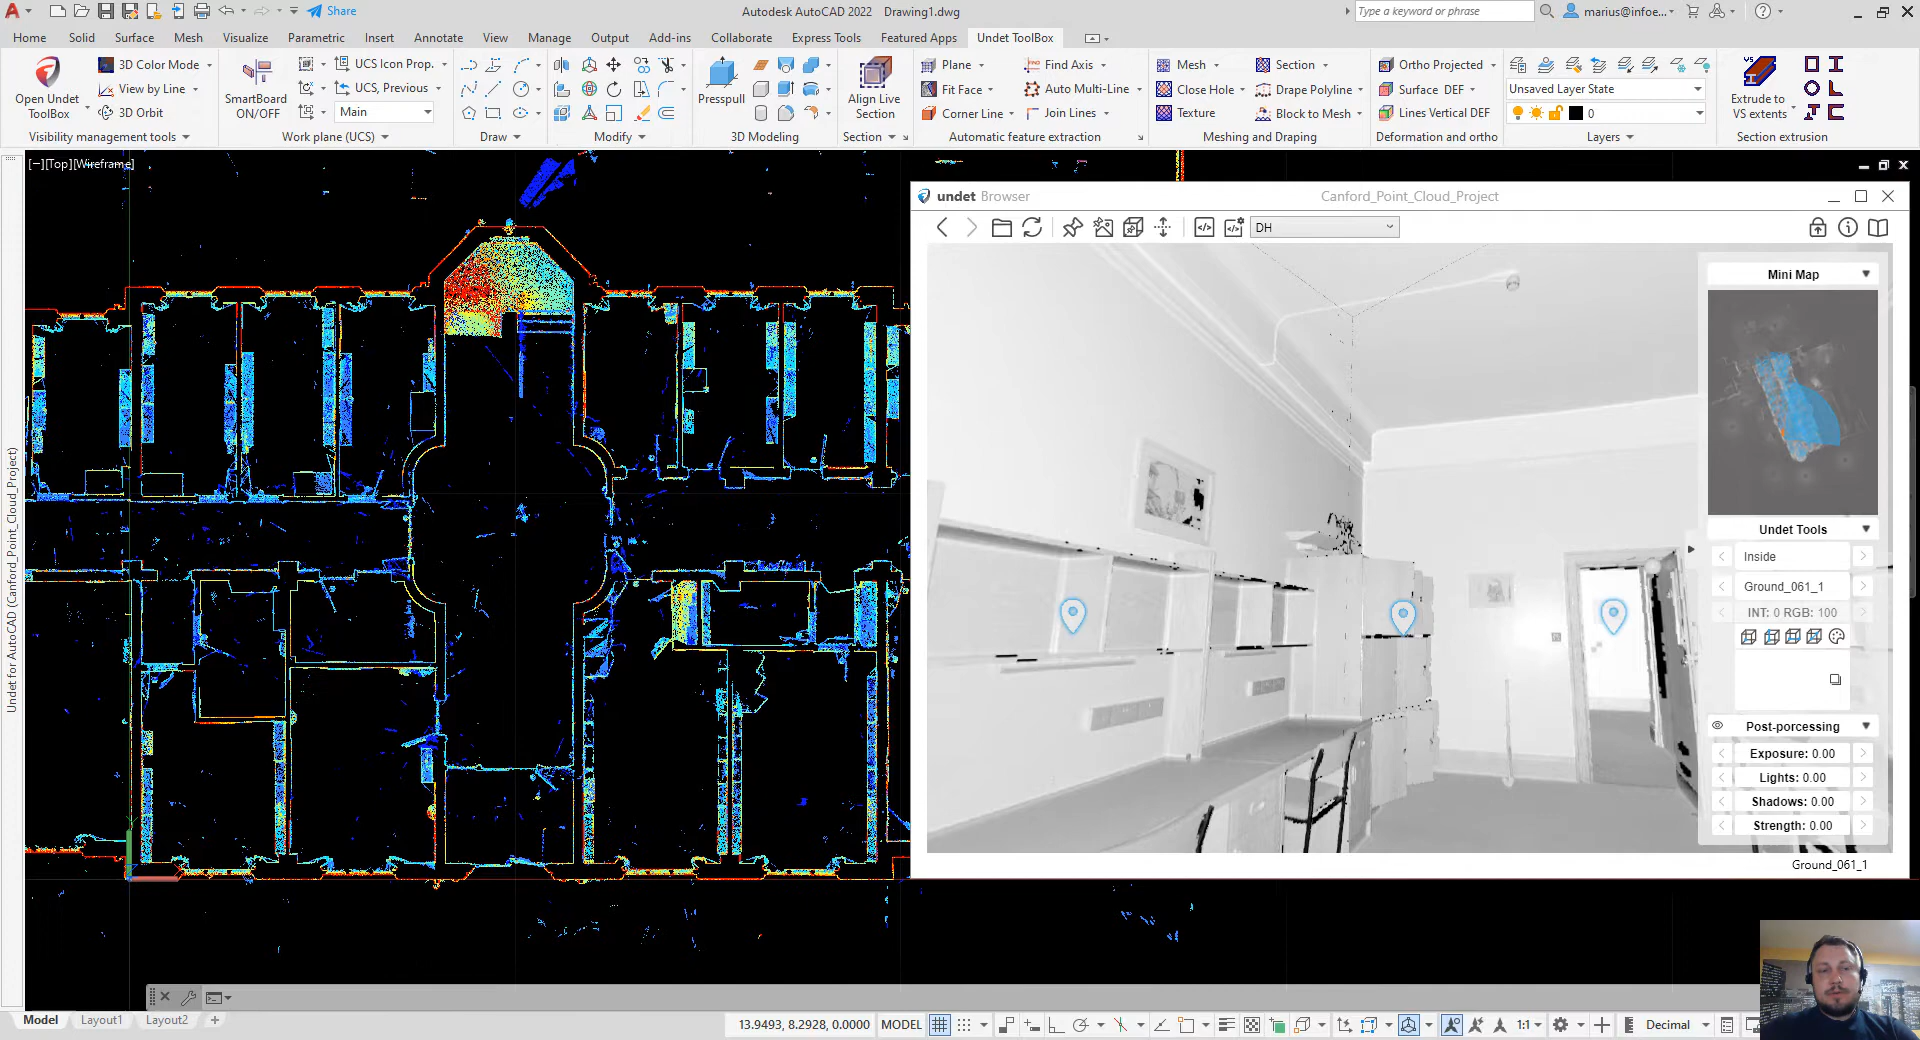 Share
Autodesk AutoCAD 2022 Drawing1.dwg
Type a keyword or phrase
marius@infoe...
Home Solid Surface Mesh Visualize Parametric Insert Annotate View Manage Output Add-ins Collaborate Express Tools Featured Apps Undet ToolBox
Open Undet ToolBox
3D Color Mode
View by Line
3D Orbit
Visibility management tools
SmartBoard ON/OFF
UCS Icon Prop.
UCS, Previous
Main
Work plane (UCS)
Draw
Modify
Presspull
3D Modeling
Align Live Section
Section
Plane
Fit Face
Corner Line
Find Axis
Auto Multi-Line
Join Lines
Automatic feature extraction
Mesh
Close Hole
Texture
Section
Drape Polyline
Block to Mesh
Meshing and Draping
Ortho Projected
Surface DEF
Lines Vertical DEF
Deformation and ortho
Unsaved Layer State
0
Layers
VS
Extrude to VS extents
Section extrusion
[−][Top][Wireframe]
Undet for AutoCAD (Canford_Point_Cloud_Project)
undet Browser
Canford_Point_Cloud_Project
DH
Mini Map
Undet Tools
Inside
Ground_061_1
INT: 0 RGB: 100
Post-porcessing
Exposure: 0.00
Lights: 0.00
Shadows: 0.00
Strength: 0.00
Ground_061_1
Model Layout1 Layout2 +
13.9493, 8.2928, 0.0000 MODEL
1:1
Decimal